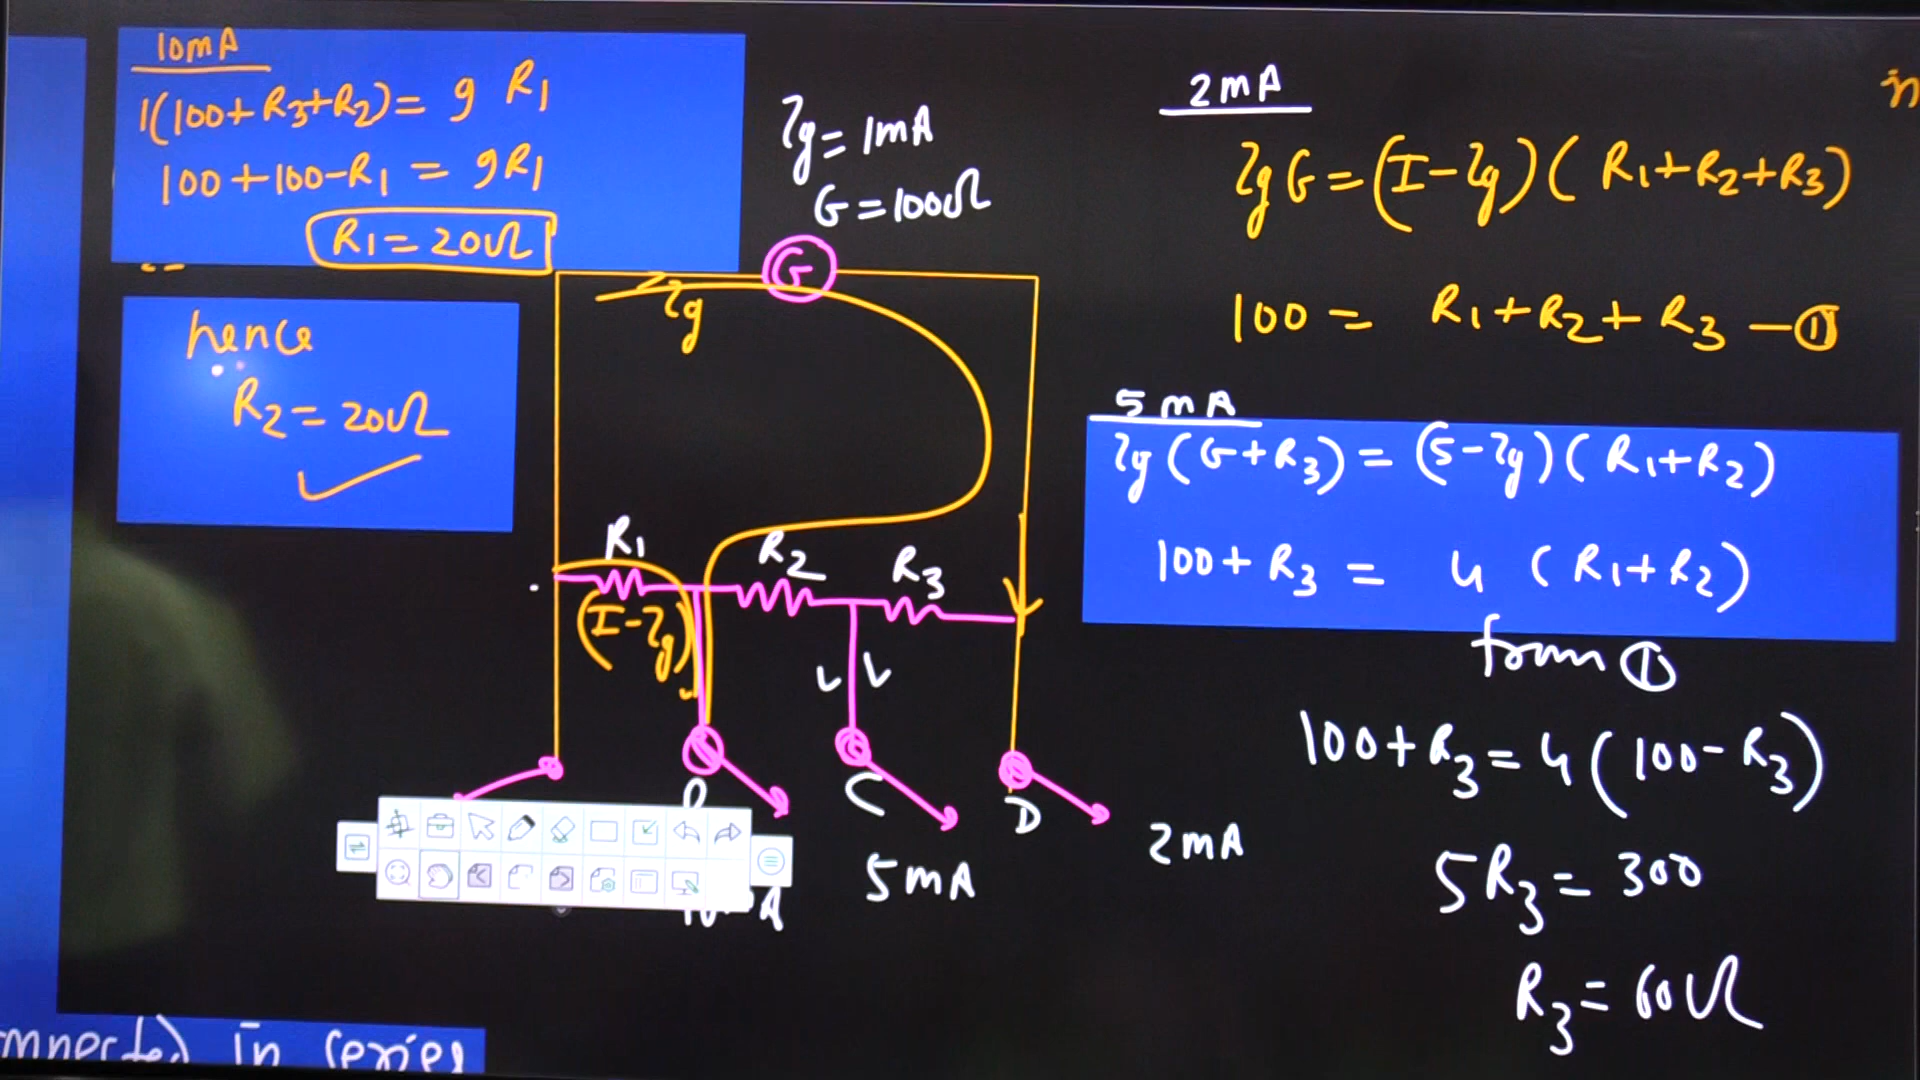 10mA
1(100+R3+R2)= 9 R1
100+100-R1 = 9R1
R1=20Ω
hence
R2=20Ω
Ig=1mA
G=100Ω
G
Ig
R1
R2
R3
(I-Ig)
C
D
5mA
2mA
2mA
IgG=(I-Ig)(R1+R2+R3)
100= R1+R2+R3-①
5mA
Ig(G+R3)=(5-Ig)(R1+R2)
100+R3= 4(R1+R2)
from ①
100+R3=4(100-R3)
5R3=300
R3=60Ω
in series